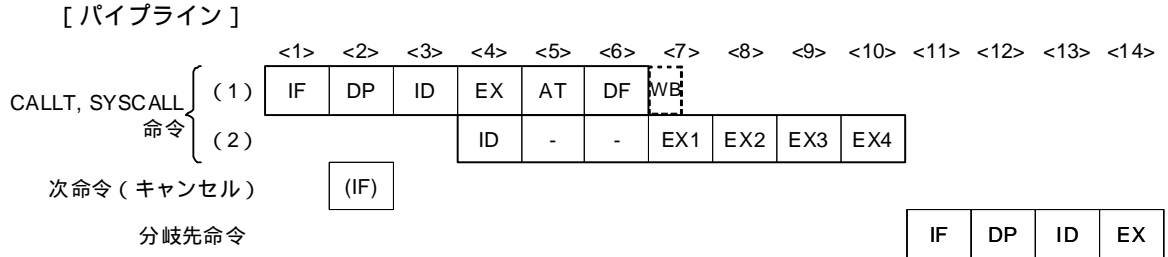 [ パイプライン ]
<1> <2> <3> <4> <5> <6> <7> <8> <9> <10> <11> <12> <13> <14>
CALLT, SYSCALL 命令
(1) IF DP ID EX AT DF WB
(2) ID - - EX1 EX2 EX3 EX4
次命令 ( キャンセル ) (IF)
分岐先命令 IF DP ID EX